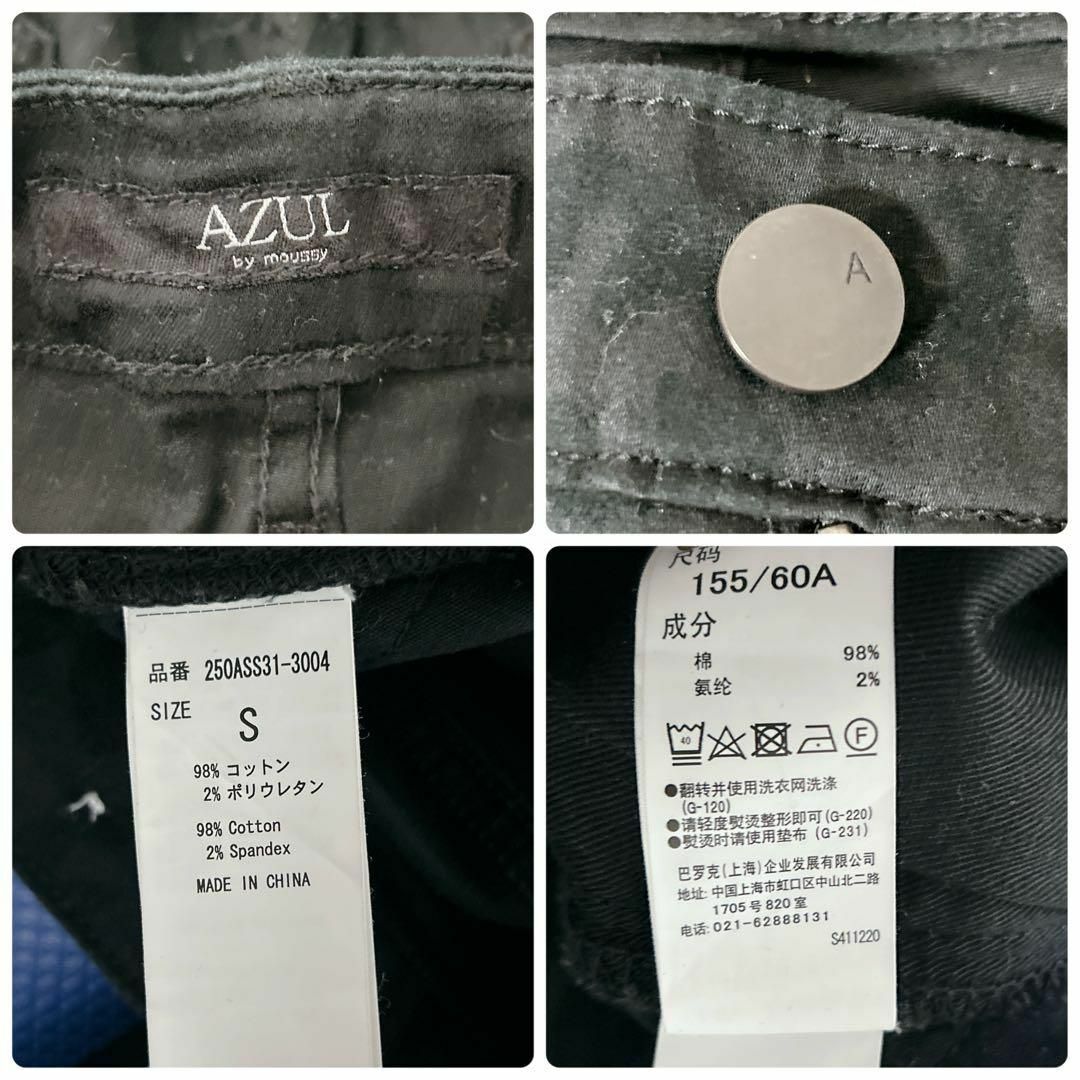 AZUL
by moussy
A
品番 250ASS31-3004
SIZE S
98% コットン
2% ポリウレタン
98% Cotton
2% Spandex
MADE IN CHINA
尺码
155/60A
成分
棉 98%
氨纶 2%
40 F
●翻转并使用洗衣网洗涤
(G-120)
●请轻度熨烫整形即可(G-220)
●熨烫时请使用垫布(G-231)
巴罗克(上海)企业发展有限公司
地址: 中国上海市虹口区中山北二路
1705号820室
电话: 021-62888131
S411220